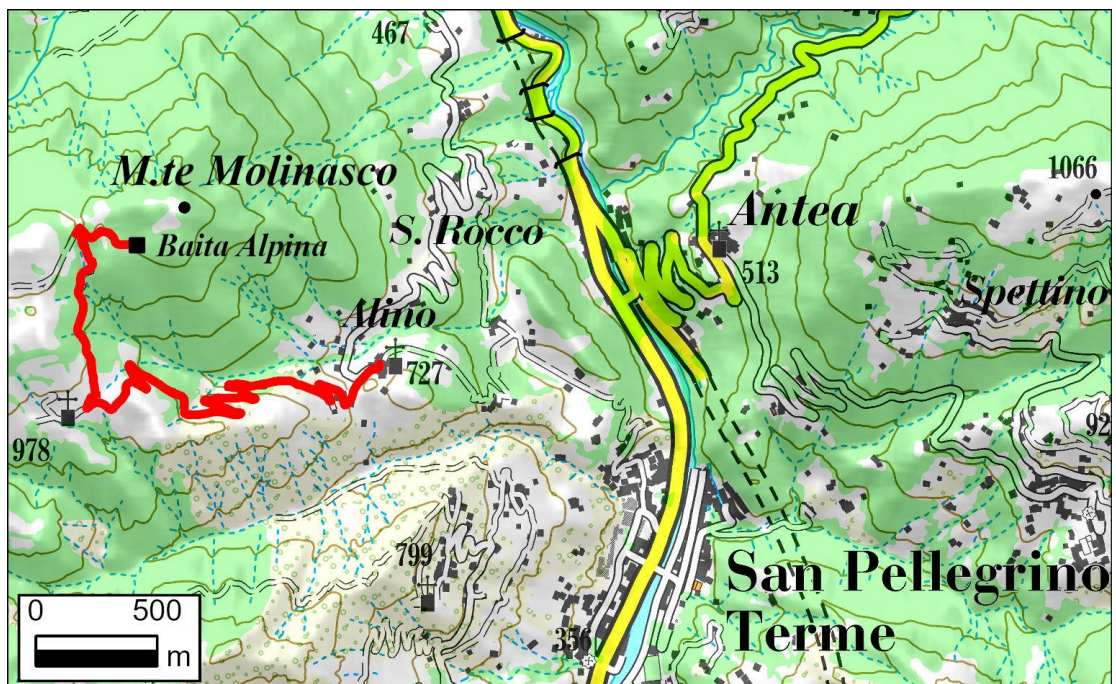 467
M.te Molinasco
1066
Antea
S. Rocco
Baita Alpina
513
Spettino
Alino
727
92
978
799
San Pellegrino
Terme
0 500
m
356